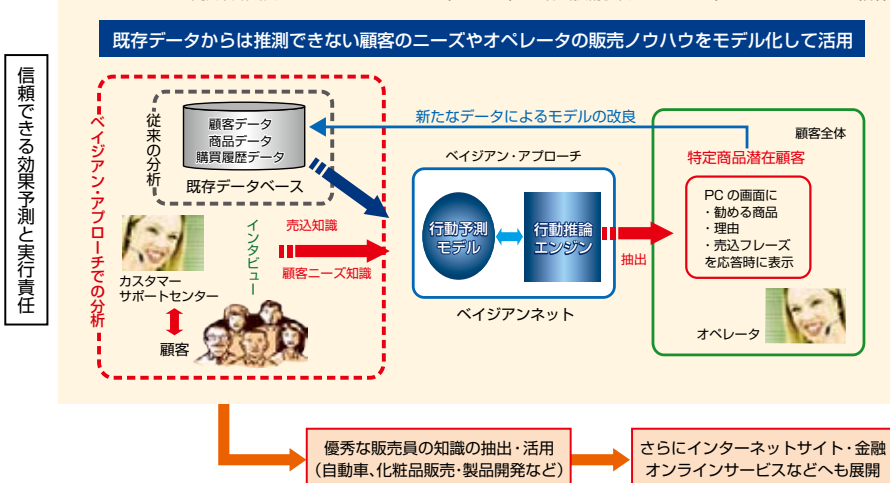 既存データからは推測できない顧客のニーズやオペレータの販売ノウハウをモデル化して活用
信頼できる効果予測と実行責任
ベイジアン・アプローチでの分析
従来の分析
顧客データ
商品データ
購買履歴データ
既存データベース
新たなデータによるモデルの改良
ベイジアン・アプローチ
行動予測
モデル
行動推論
エンジン
ベイジアンネット
インタビュー
売込知識
顧客ニーズ知識
カスタマー
サポートセンター
顧客
抽出
顧客全体
特定商品潜在顧客
PC の画面に
・勧める商品
・理由
・売込フレーズ
を応答時に表示
オペレータ
優秀な販売員の知識の抽出・活用
（自動車、化粧品販売・製品開発など）
さらにインターネットサイト・金融
オンラインサービスなどへも展開